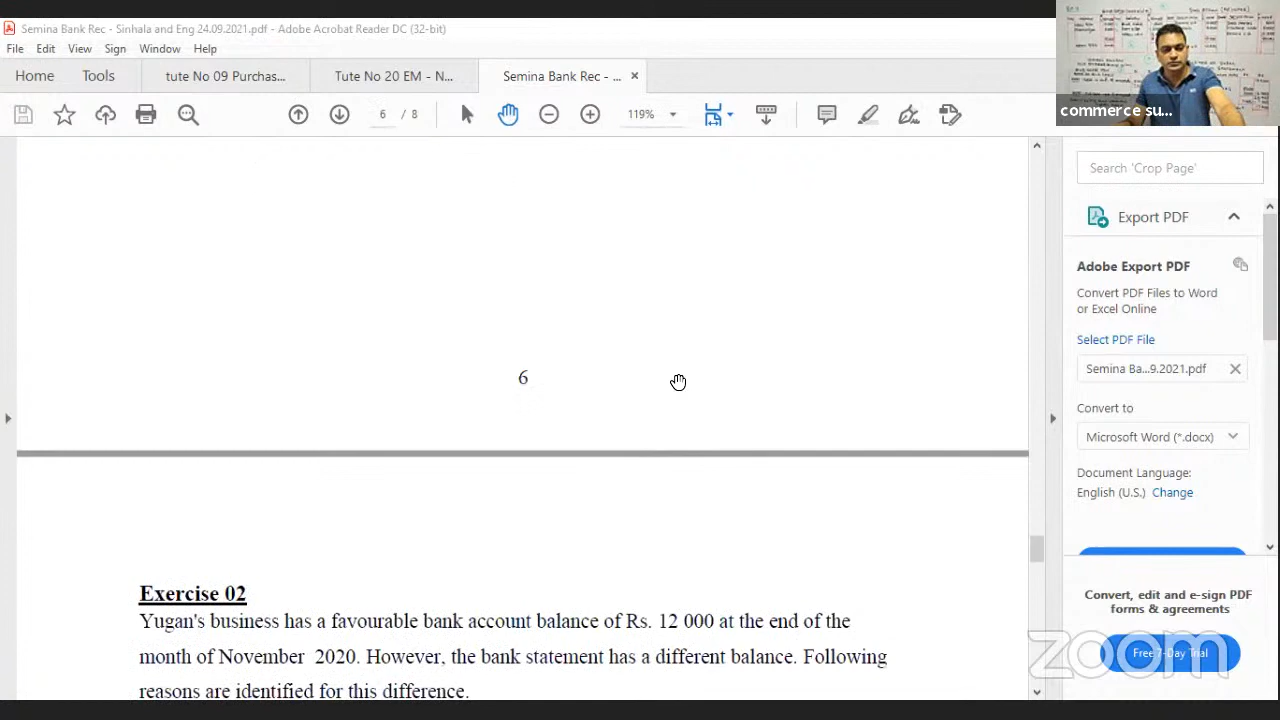 Semina Bank Rec - Sinhala and Eng 24.09.2021.pdf - Adobe Acrobat Reader DC (32-bit)
File Edit View Sign Window Help
Home Tools tute No 09 Purchas... Tute No 20 EM - N... Semina Bank Rec - ... ×
6 / 8 119%
commerce su...
Search 'Crop Page'
Export PDF
Adobe Export PDF
Convert PDF Files to Word
or Excel Online
Select PDF File
Semina Ba...9.2021.pdf
Convert to
Microsoft Word (*.docx)
Document Language:
English (U.S.) Change
6
Exercise 02
Yugan's business has a favourable bank account balance of Rs. 12 000 at the end of the
month of November 2020. However, the bank statement has a different balance. Following
reasons are identified for this difference.
Convert, edit and e-sign PDF
forms & agreements
Free 7-Day Trial
zoom